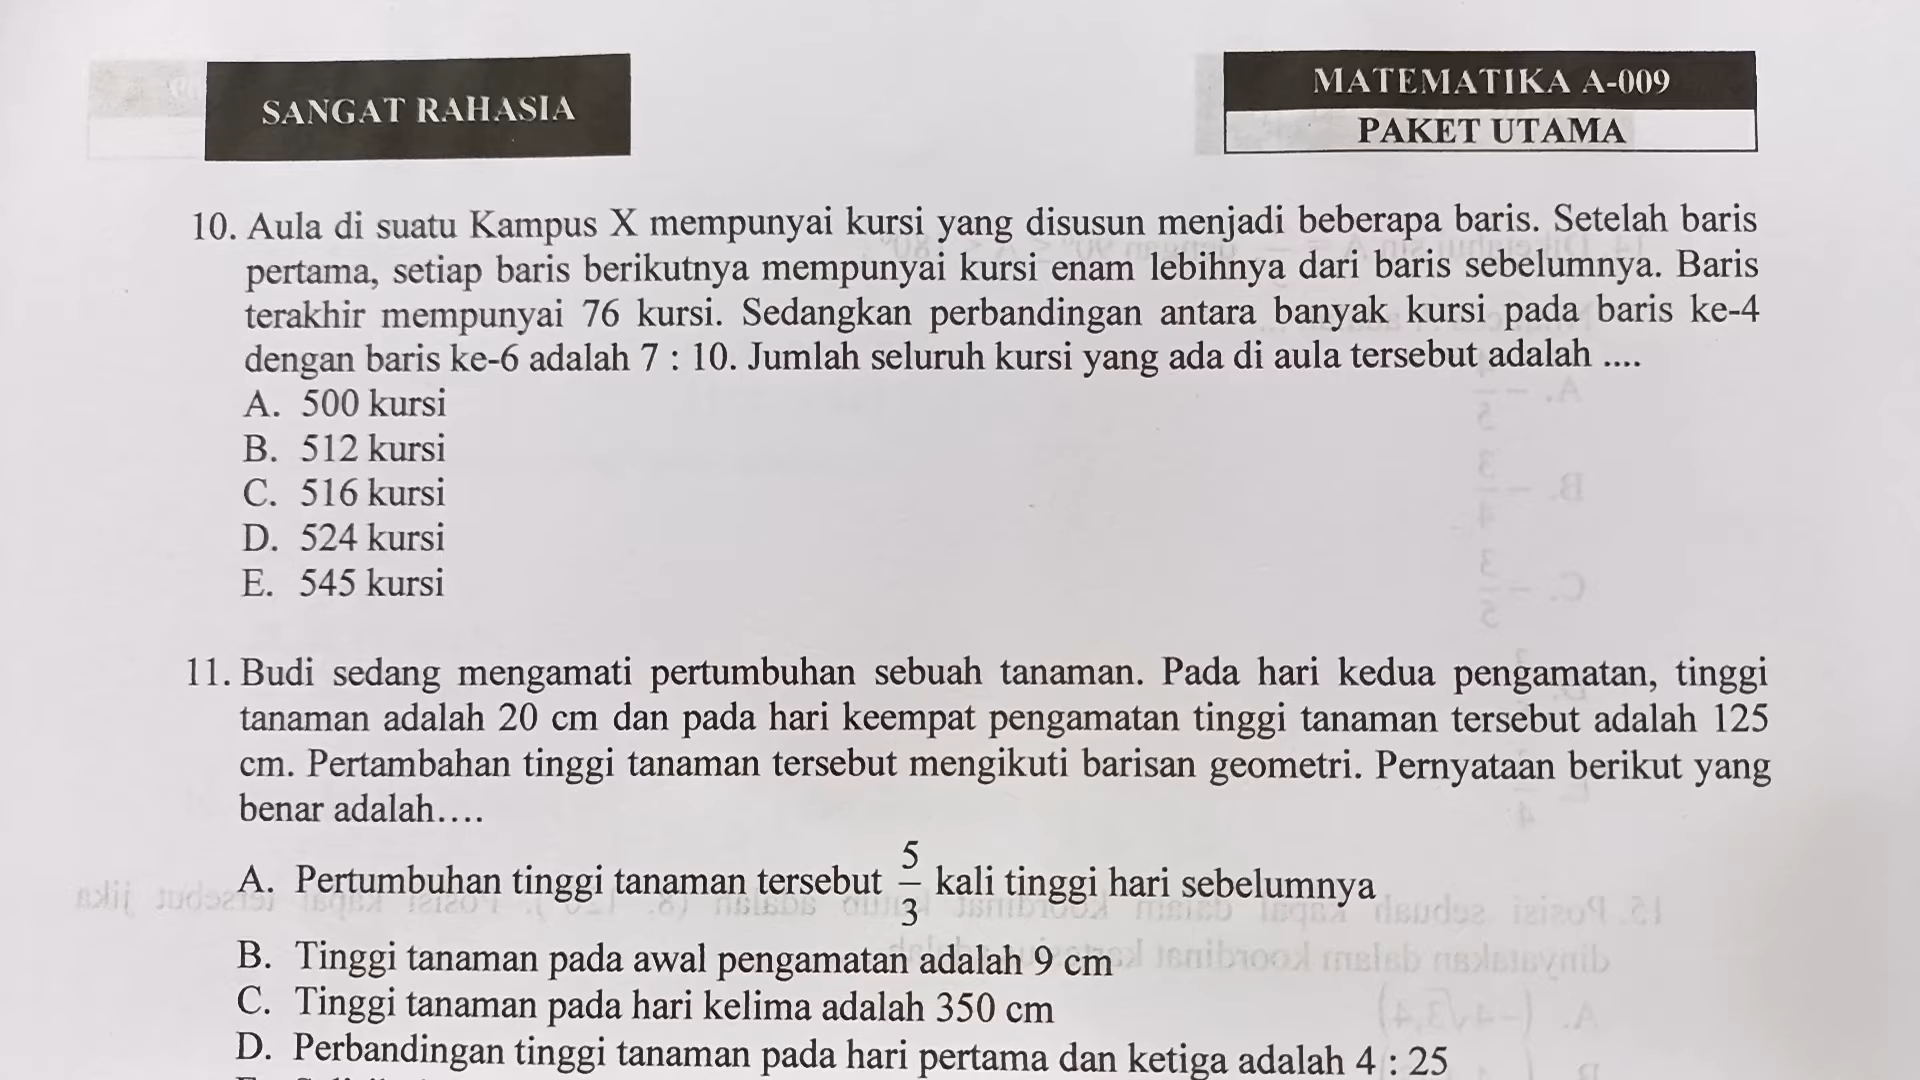 SANGAT RAHASIA
MATEMATIKA A-009
PAKET UTAMA
10. Aula di suatu Kampus X mempunyai kursi yang disusun menjadi beberapa baris. Setelah baris
pertama, setiap baris berikutnya mempunyai kursi enam lebihnya dari baris sebelumnya. Baris
terakhir mempunyai 76 kursi. Sedangkan perbandingan antara banyak kursi pada baris ke-4
dengan baris ke-6 adalah 7 : 10. Jumlah seluruh kursi yang ada di aula tersebut adalah ....
A. 500 kursi
B. 512 kursi
C. 516 kursi
D. 524 kursi
E. 545 kursi
11. Budi sedang mengamati pertumbuhan sebuah tanaman. Pada hari kedua pengamatan, tinggi
tanaman adalah 20 cm dan pada hari keempat pengamatan tinggi tanaman tersebut adalah 125
cm. Pertambahan tinggi tanaman tersebut mengikuti barisan geometri. Pernyataan berikut yang
benar adalah....
A. Pertumbuhan tinggi tanaman tersebut 5/3 kali tinggi hari sebelumnya
B. Tinggi tanaman pada awal pengamatan adalah 9 cm
C. Tinggi tanaman pada hari kelima adalah 350 cm
D. Perbandingan tinggi tanaman pada hari pertama dan ketiga adalah 4 : 25